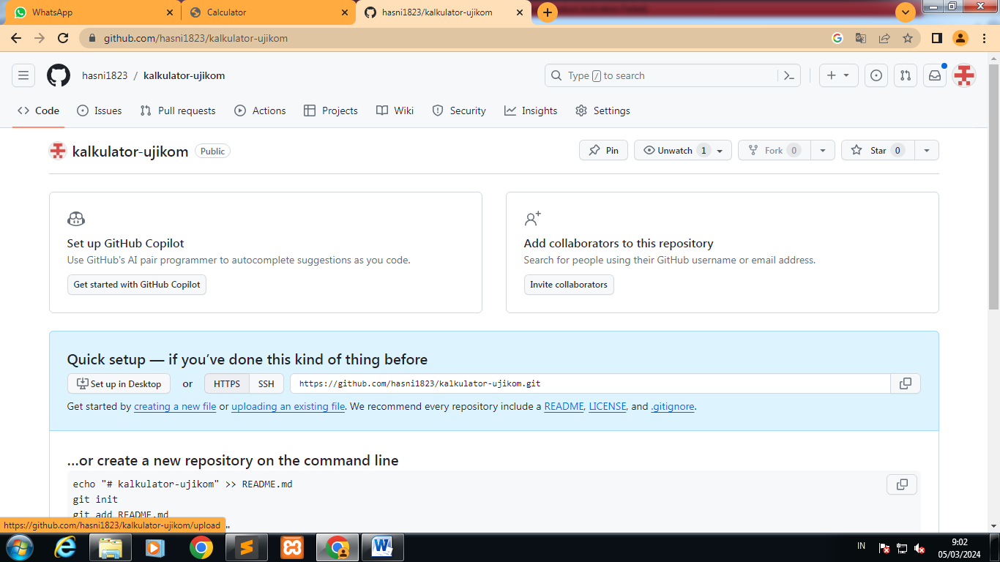 WhatsApp
Calculator
hasni1823/kalkulator-ujikom
github.com/hasni1823/kalkulator-ujikom
hasni1823 / kalkulator-ujikom
Type / to search
Code
Issues
Pull requests
Actions
Projects
Wiki
Security
Insights
Settings
kalkulator-ujikom Public
Pin
Unwatch 1
Fork 0
Star 0
Set up GitHub Copilot
Use GitHub's AI pair programmer to autocomplete suggestions as you code.
Get started with GitHub Copilot
Add collaborators to this repository
Search for people using their GitHub username or email address.
Invite collaborators
Quick setup — if you've done this kind of thing before
Set up in Desktop or HTTPS SSH https://github.com/hasni1823/kalkulator-ujikom.git
Get started by creating a new file or uploading an existing file. We recommend every repository include a README, LICENSE, and .gitignore.
…or create a new repository on the command line
echo "# kalkulator-ujikom" >> README.md
git init
git add README.md
https://github.com/hasni1823/kalkulator-ujikom/upload
IN
9:02
05/03/2024